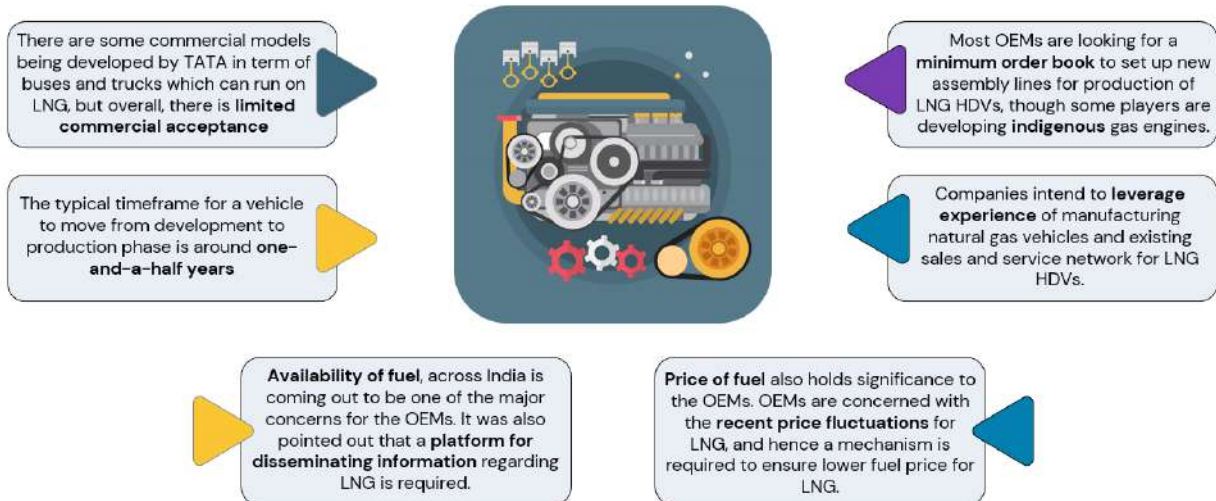 There are some commercial models
being developed by TATA in term of
buses and trucks which can run on
LNG, but overall, there is limited
commercial acceptance
The typical timeframe for a vehicle
to move from development to
production phase is around one-
and-a-half years
Most OEMs are looking for a
minimum order book to set up new
assembly lines for production of
LNG HDVs, though some players are
developing indigenous gas engines.
Companies intend to leverage
experience of manufacturing
natural gas vehicles and existing
sales and service network for LNG
HDVs.
Availability of fuel, across India is
coming out to be one of the major
concerns for the OEMs. It was also
pointed out that a platform for
disseminating information regarding
LNG is required.
Price of fuel also holds significance to
the OEMs. OEMs are concerned with
the recent price fluctuations for
LNG, and hence a mechanism is
required to ensure lower fuel price for
LNG.